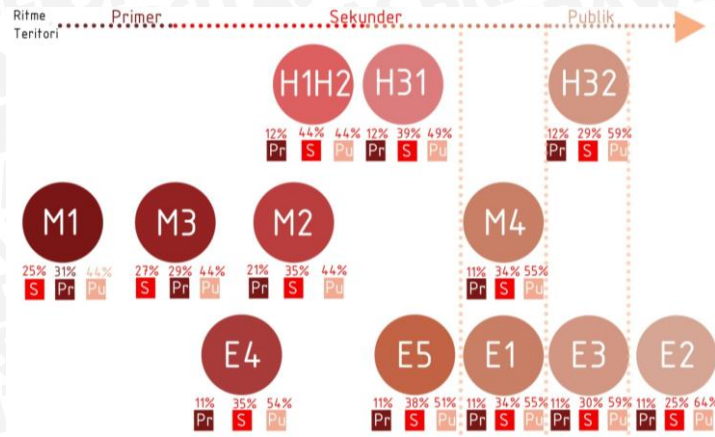 Ritme Primer Sekunder Publik
Teritori
H1H2 H31 H32
12% 44% 44% 12% 39% 49% 12% 29% 59%
Pr S Pu Pr S Pu Pr S Pu
M1 M3 M2 M4
25% 31% 44% 27% 29% 44% 21% 35% 44% 11% 34% 55%
S Pr Pu S Pr Pu Pr S Pu Pr S Pu
E4 E5 E1 E3 E2
11% 35% 54% 11% 38% 51% 11% 34% 55% 11% 30% 59% 11% 25% 64%
Pr S Pu Pr S Pu Pr S Pu Pr S Pu Pr S Pu